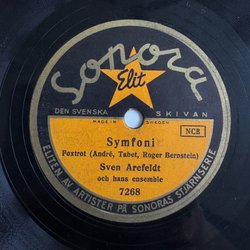 Sonora
Elit
DEN SVENSKA SKIVAN
MADE IN SWEDEN
NCB
Symfoni
Foxtrot (André, Tabet, Roger Bernstein)
Sven Arefeldt
och hans ensemble
7268
ELITEN AV ARTISTER PÅ SONORAS STJÄRNSERIE